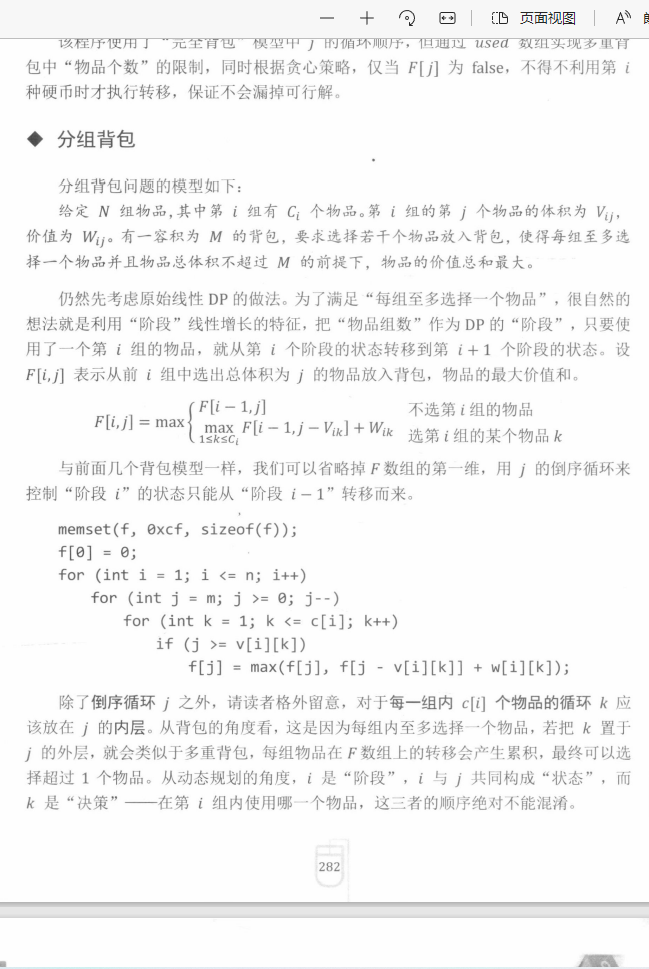 页面视图
该程序使用了“完全背包”模型中 j 的循环顺序，但通过 used 数组实现多重背
包中“物品个数”的限制，同时根据贪心策略，仅当 F[j] 为 false，不得不利用第 i
种硬币时才执行转移，保证不会漏掉可行解。
◆ 分组背包
分组背包问题的模型如下：
给定 N 组物品，其中第 i 组有 C_i 个物品。第 i 组的第 j 个物品的体积为 V_{ij}，
价值为 W_{ij}。有一容积为 M 的背包，要求选择若干个物品放入背包，使得每组至多选
择一个物品并且物品总体积不超过 M 的前提下，物品的价值总和最大。
仍然先考虑原始线性 DP 的做法。为了满足“每组至多选择一个物品”，很自然的
想法就是利用“阶段”线性增长的特征，把“物品组数”作为 DP 的“阶段”，只要使
用了一个第 i 组的物品，就从第 i 个阶段的状态转移到第 i + 1 个阶段的状态。设
F[i,j] 表示从前 i 组中选出总体积为 j 的物品放入背包，物品的最大价值和。
F[i,j] = max { F[i − 1,j] 不选第 i 组的物品
max_{1≤k≤C_i} F[i − 1,j − V_{ik}] + W_{ik} 选第 i 组的某个物品 k
与前面几个背包模型一样，我们可以省略掉 F 数组的第一维，用 j 的倒序循环来
控制“阶段 i”的状态只能从“阶段 i − 1”转移而来。
memset(f, 0xcf, sizeof(f));
f[0] = 0;
for (int i = 1; i <= n; i++)
for (int j = m; j >= 0; j--)
for (int k = 1; k <= c[i]; k++)
if (j >= v[i][k])
f[j] = max(f[j], f[j - v[i][k]] + w[i][k]);
除了倒序循环 j 之外，请读者格外留意，对于每一组内 c[i] 个物品的循环 k 应
该放在 j 的内层。从背包的角度看，这是因为每组内至多选择一个物品，若把 k 置于
j 的外层，就会类似于多重背包，每组物品在 F 数组上的转移会产生累积，最终可以选
择超过 1 个物品。从动态规划的角度，i 是“阶段”，i 与 j 共同构成“状态”，而
k 是“决策”——在第 i 组内使用哪一个物品，这三者的顺序绝对不能混淆。
282